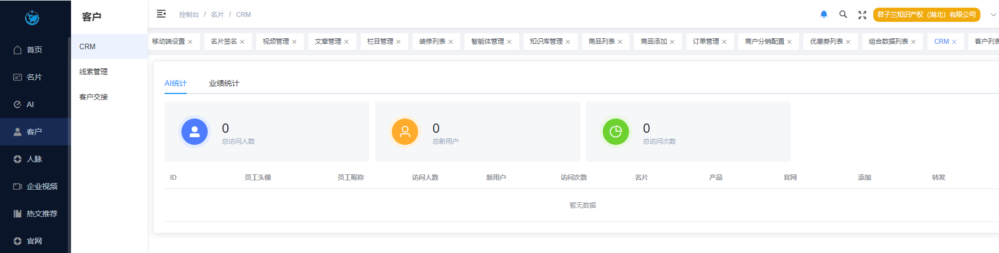 首页
名片
AI
客户
人脉
企业视频
热文推荐
官网
客户
CRM
线索管理
客户交接
控制台 / 名片 / CRM
君子兰知识产权（湖北）有限公司
移动端设置 × 名片签名 × 视频管理 × 文章管理 × 栏目管理 × 装修列表 × 智能体管理 × 知识库管理 × 商品列表 × 商品添加 × 订单管理 × 商户分销配置 × 优惠券列表 × 组合数据列表 × CRM × 客户列表
AI统计 业绩统计
0
总访问人数
0
总新用户
0
总访问次数
ID 员工头像 员工昵称 访问人数 新用户 访问次数 名片 产品 官网 添加 转发
暂无数据